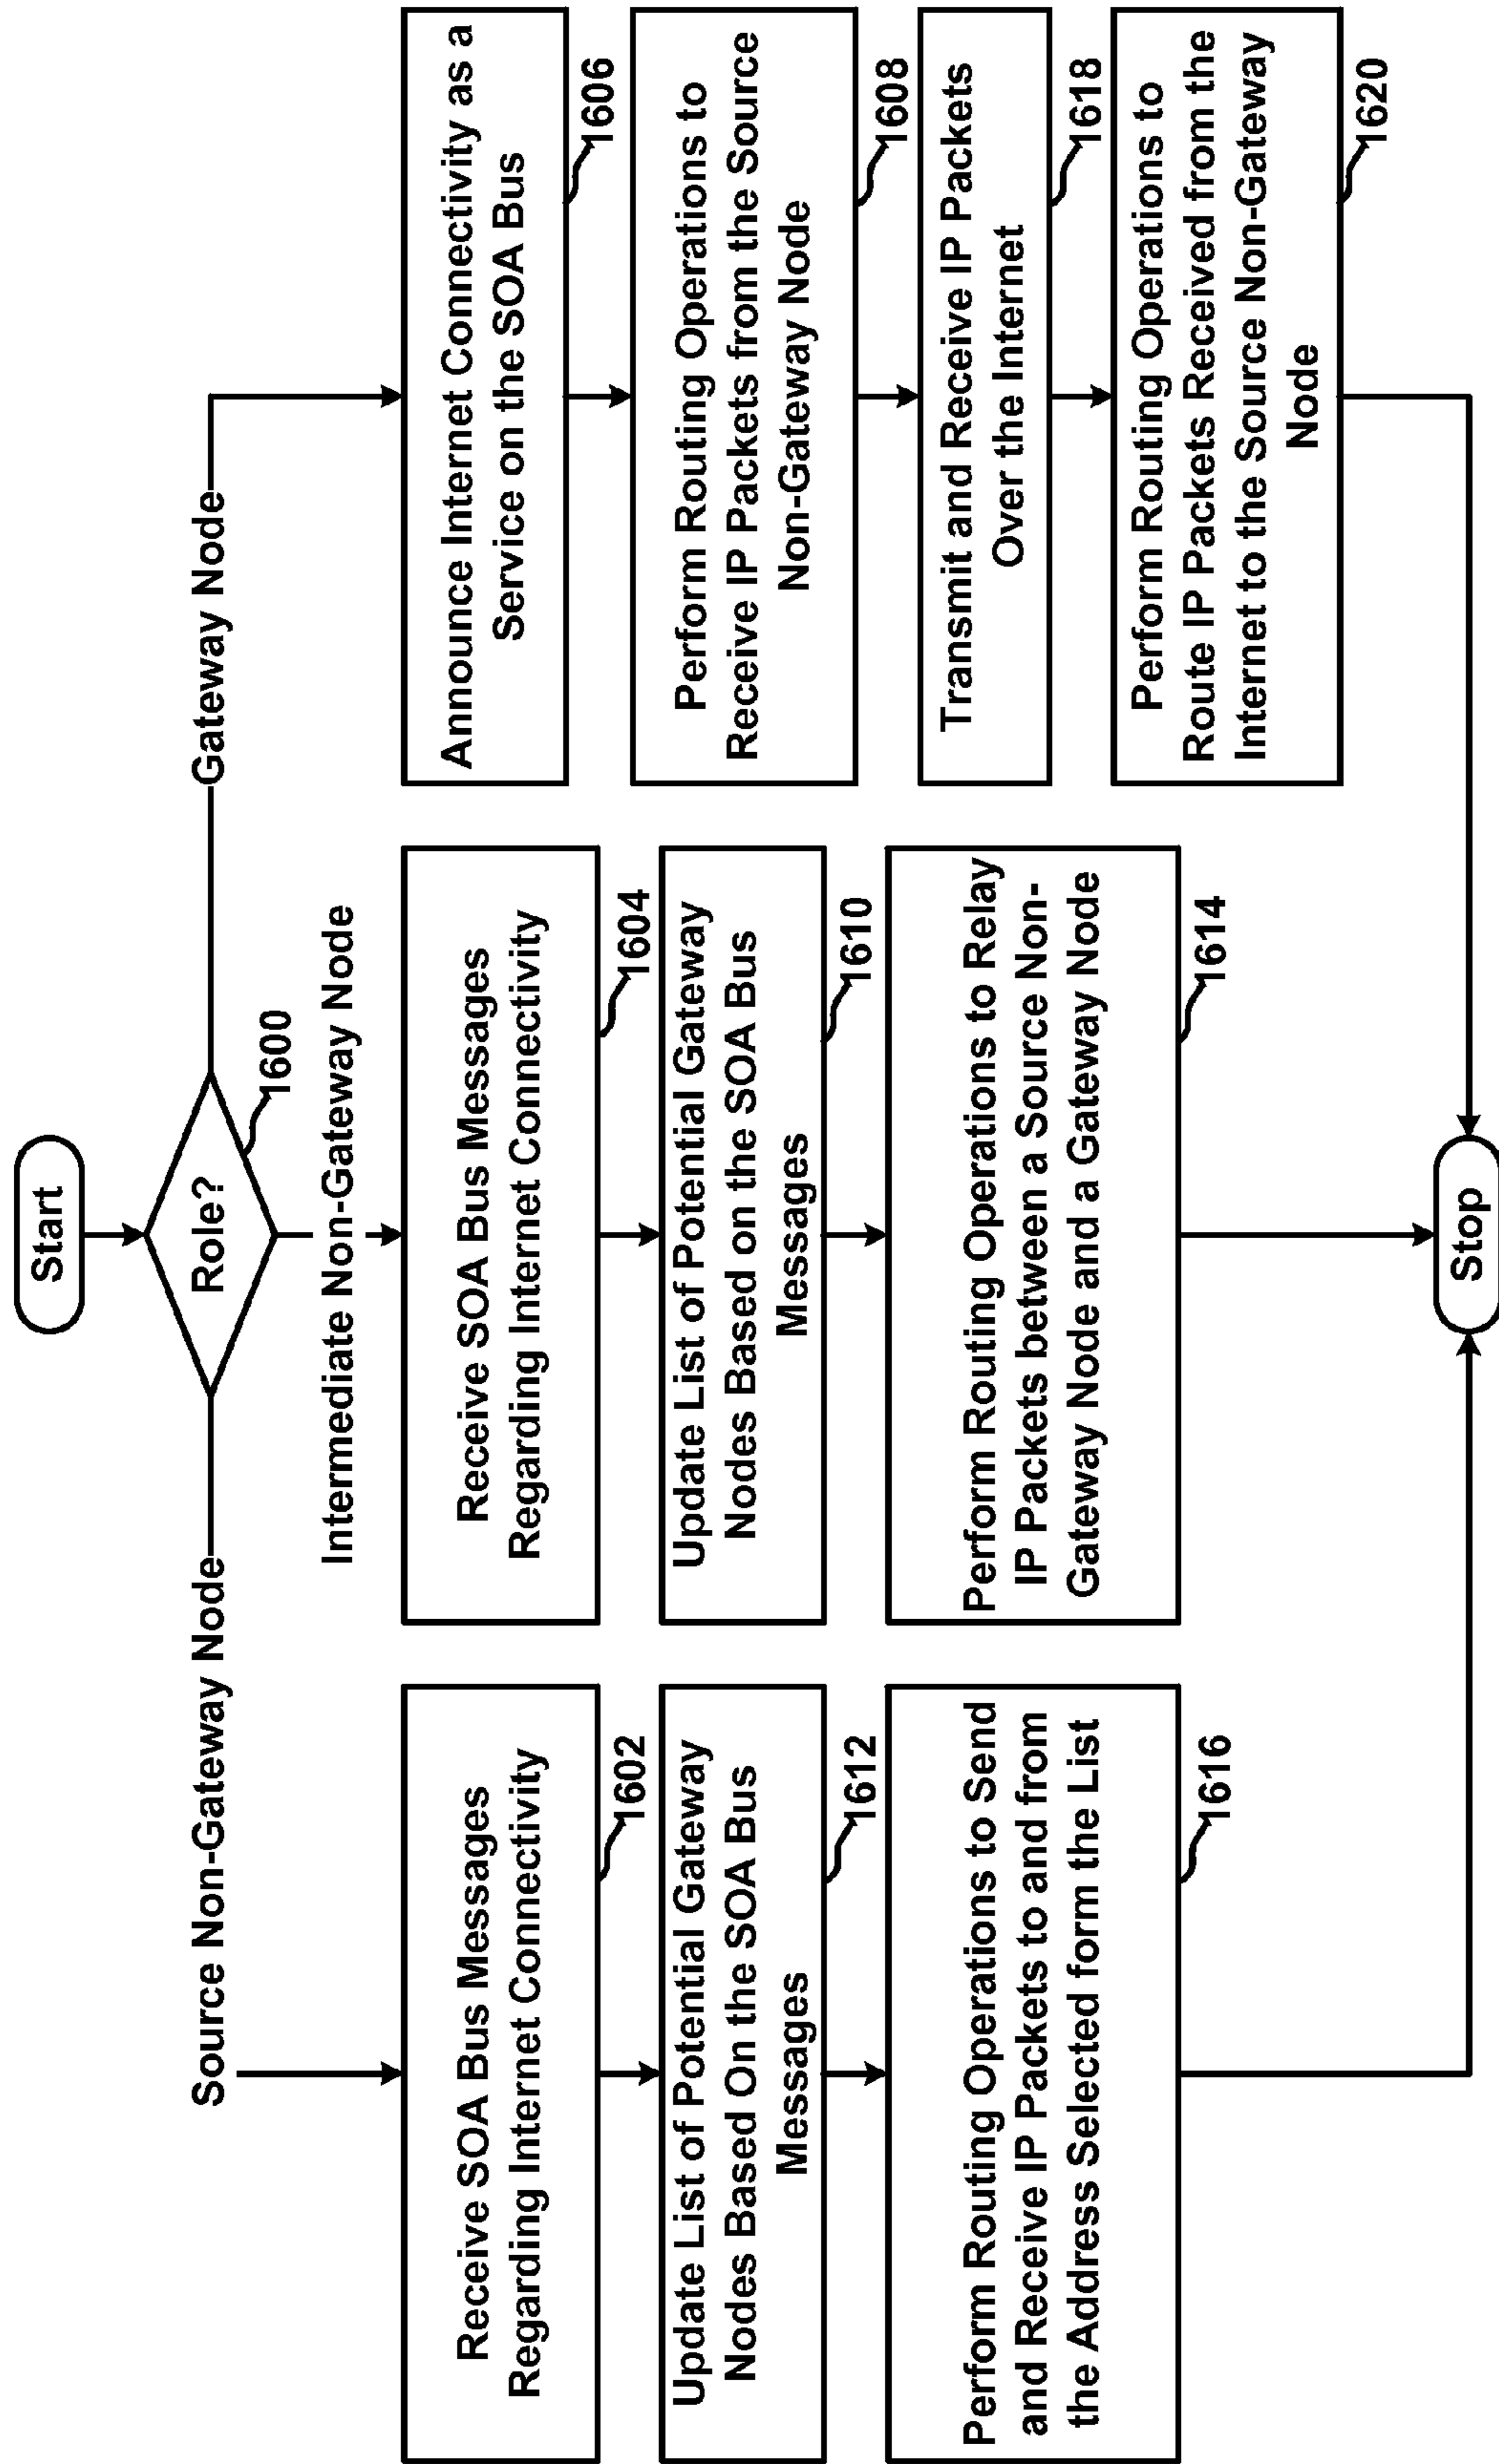 Start
Role?
1600
Source Non-Gateway Node
Intermediate Non-Gateway Node
Gateway Node
Receive SOA Bus Messages
Regarding Internet Connectivity
1602
Update List of Potential Gateway
Nodes Based On the SOA Bus
Messages
1612
Perform Routing Operations to Send
and Receive IP Packets to and from
the Address Selected form the List
1616
Receive SOA Bus Messages
Regarding Internet Connectivity
1604
Update List of Potential Gateway
Nodes Based on the SOA Bus
Messages
1610
Perform Routing Operations to Relay
IP Packets between a Source Non-
Gateway Node and a Gateway Node
1614
Announce Internet Connectivity as a
Service on the SOA Bus
1606
Perform Routing Operations to
Receive IP Packets from the Source
Non-Gateway Node
1608
Transmit and Receive IP Packets
Over the Internet
1618
Perform Routing Operations to
Route IP Packets Received from the
Internet to the Source Non-Gateway
Node
1620
Stop